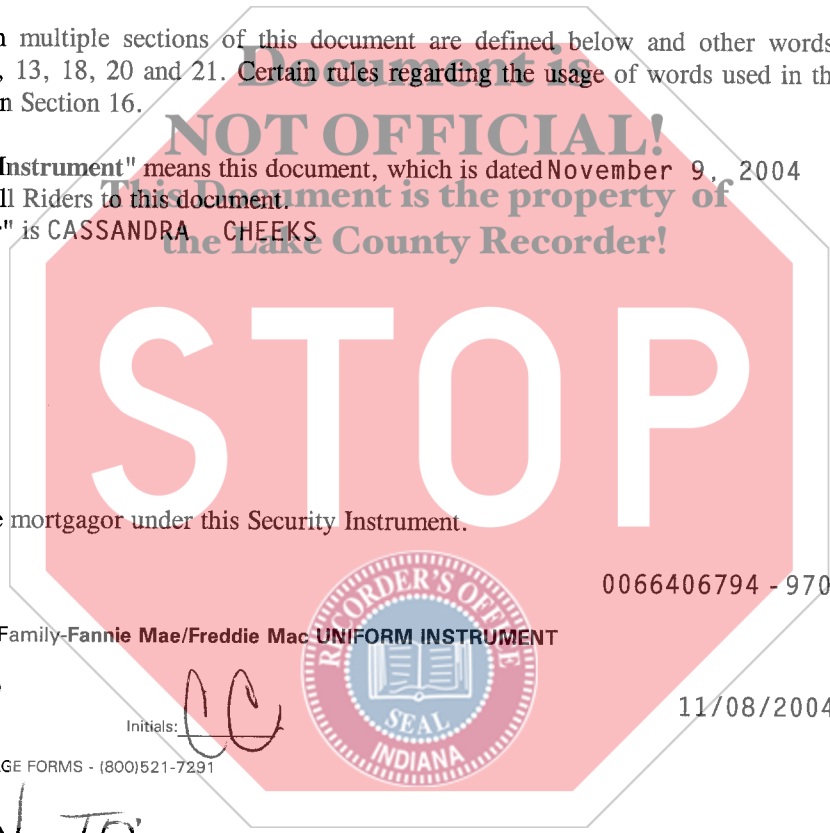 multiple sections of this document are defined below and other words
, 13, 18, 20 and 21. Certain rules regarding the usage of words used in
Document is
n Section 16.
NOT OFFICIAL!
Instrument" means this document, which is dated November 9, 2004
This Document is the property of
ll Riders to this document.
" is CASSANDRA CHEEKS
the Lake County Recorder!
STOP
mortgagor under this Security Instrument.
RECORDER'S OFFICE
0066406794 - 970
Family-Fannie Mae/Freddie Mac UNIFORM INSTRUMENT
11/08/2004
Initials: CC
SEAL
INDIANA
GE FORMS - (800)521-7291